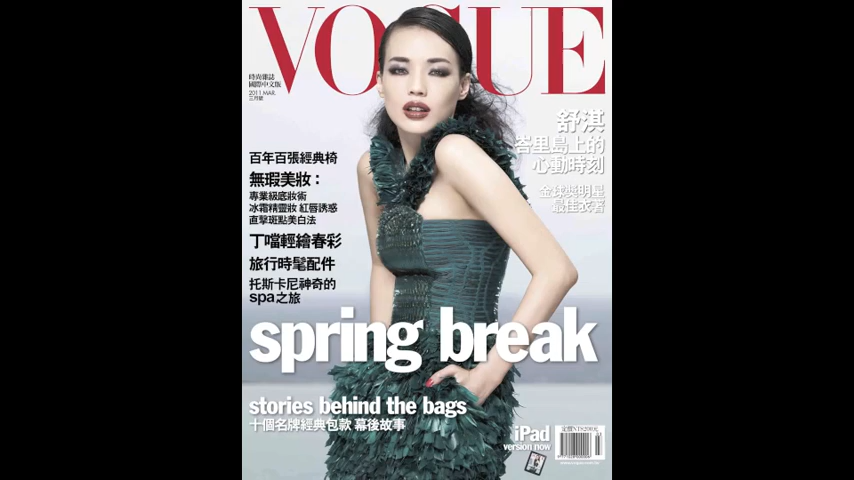 VOGUE
時尚雜誌
國際中文版
2011 MAR.
三月號
舒淇
峇里島上的
心動時刻
金球獎明星
最佳衣著
百年百張經典椅
無瑕美妝：
專業級底妝術
冰霜精靈妝 紅唇誘惑
直擊斑點美白法
丁噹輕繪春彩
旅行時髦配件
托斯卡尼神奇的
spa之旅
spring break
stories behind the bags
十個名牌經典包款 幕後故事
iPad
version now
3